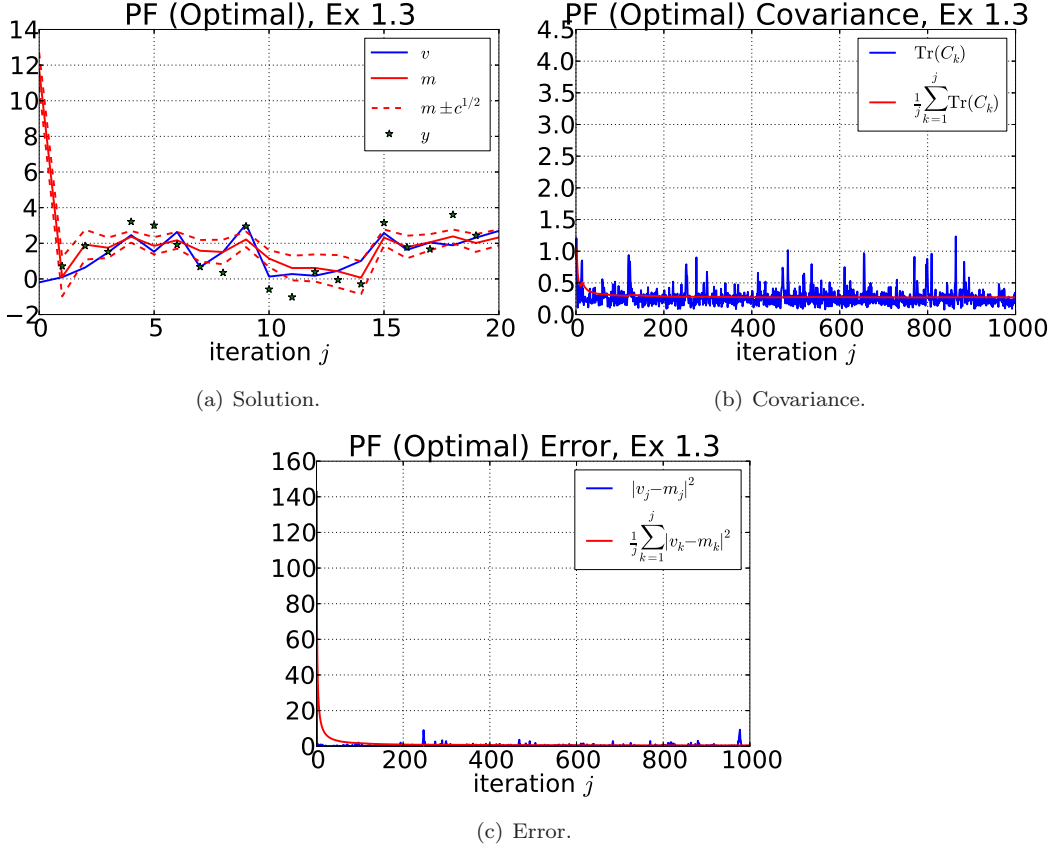 PF (Optimal), Ex 1.3
14
12
10
8
6
4
2
0
−2
0 5 10 15 20
iteration j
v
m
m ± c^{1/2}
y
(a) Solution.
PF (Optimal) Covariance, Ex 1.3
4.5
4.0
3.5
3.0
2.5
2.0
1.5
1.0
0.5
0.0
0 200 400 600 800 1000
iteration j
Tr(C_k)
\frac{1}{j}\sum_{k=1}^{j}Tr(C_k)
(b) Covariance.
PF (Optimal) Error, Ex 1.3
160
140
120
100
80
60
40
20
0
0 200 400 600 800 1000
iteration j
|v_j−m_j|^2
\frac{1}{j}\sum_{k=1}^{j}|v_k−m_k|^2
(c) Error.